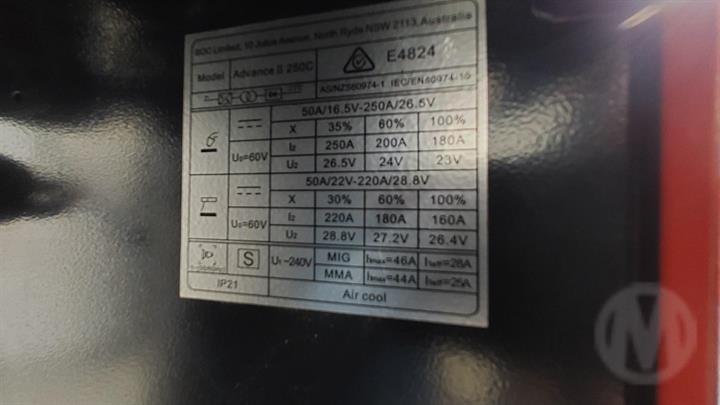 BOC Limited, 10 Julius Avenue, North Ryde NSW 2113, Australia
Model Advance II 250C E4824
AS/NZS60974-1 IEC/EN60974-10
50A/16.5V-250A/26.5V
X 35% 60% 100%
I2 250A 200A 180A
U0=60V U2 26.5V 24V 23V
50A/22V-220A/28.8V
X 30% 60% 100%
I2 220A 180A 160A
U0=60V U2 28.8V 27.2V 26.4V
S U1~240V MIG I1max=46A I1eff=28A
MMA I1max=44A I1eff=25A
IP21 Air cool
M